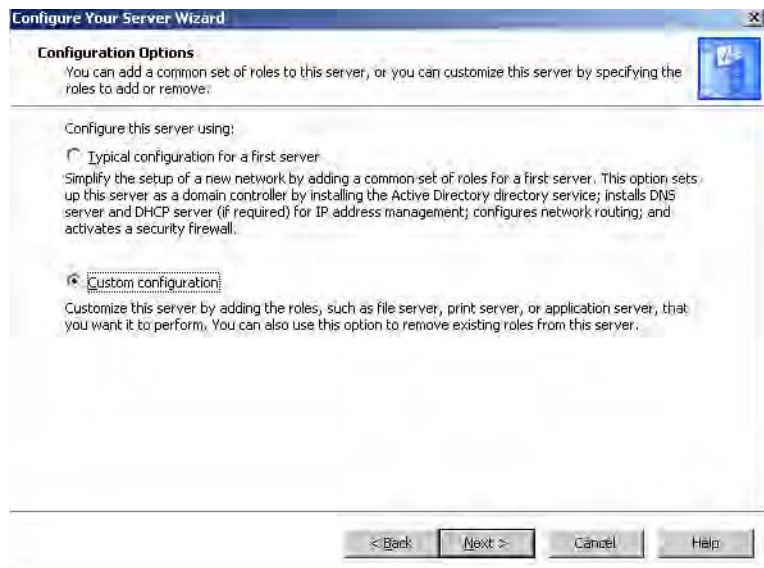 Configure Your Server Wizard
Configuration Options
You can add a common set of roles to this server, or you can customize this server by specifying the
roles to add or remove.
Configure this server using:
Typical configuration for a first server
Simplify the setup of a new network by adding a common set of roles for a first server. This option sets
up this server as a domain controller by installing the Active Directory directory service; installs DNS
server and DHCP server (if required) for IP address management; configures network routing; and
activates a security firewall.
Custom configuration
Customize this server by adding the roles, such as file server, print server, or application server, that
you want it to perform. You can also use this option to remove existing roles from this server.
< Back
Next >
Cancel
Help